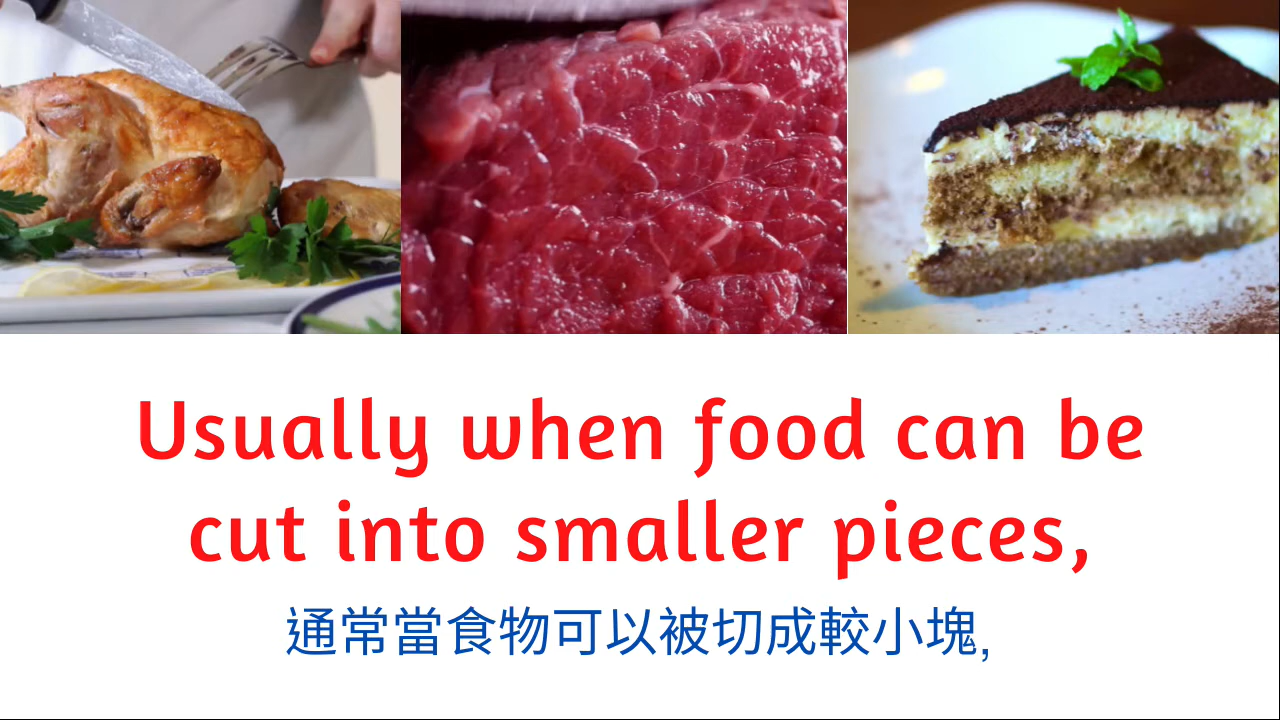 Usually when food can be
cut into smaller pieces,
通常當食物可以被切成較小塊,